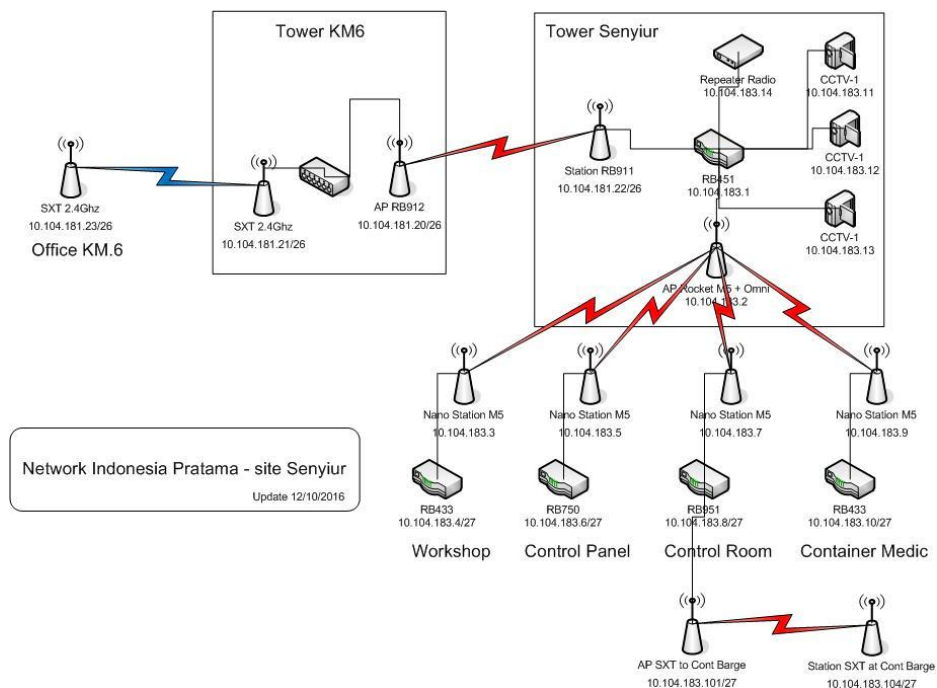 Tower KM6
Tower Senyiur
Repeater Radio
10.104.183.14
CCTV-1
10.104.183.11
CCTV-1
10.104.183.12
CCTV-1
10.104.183.13
SXT 2.4Ghz
10.104.181.23/26
Office KM.6
SXT 2.4Ghz
10.104.181.21/26
AP RB912
10.104.181.20/26
Station RB911
10.104.181.22/26
RB451
10.104.183.1
AP Rocket M5 + Omni
10.104.183.2
Nano Station M5
10.104.183.3
Nano Station M5
10.104.183.5
Nano Station M5
10.104.183.7
Nano Station M5
10.104.183.9
RB433
10.104.183.4/27
Workshop
RB750
10.104.183.6/27
Control Panel
RB951
10.104.183.8/27
Control Room
RB433
10.104.183.10/27
Container Medic
Network Indonesia Pratama - site Senyiur
Update 12/10/2016
AP SXT to Cont Barge
10.104.183.101/27
Station SXT at Cont Barge
10.104.183.104/27